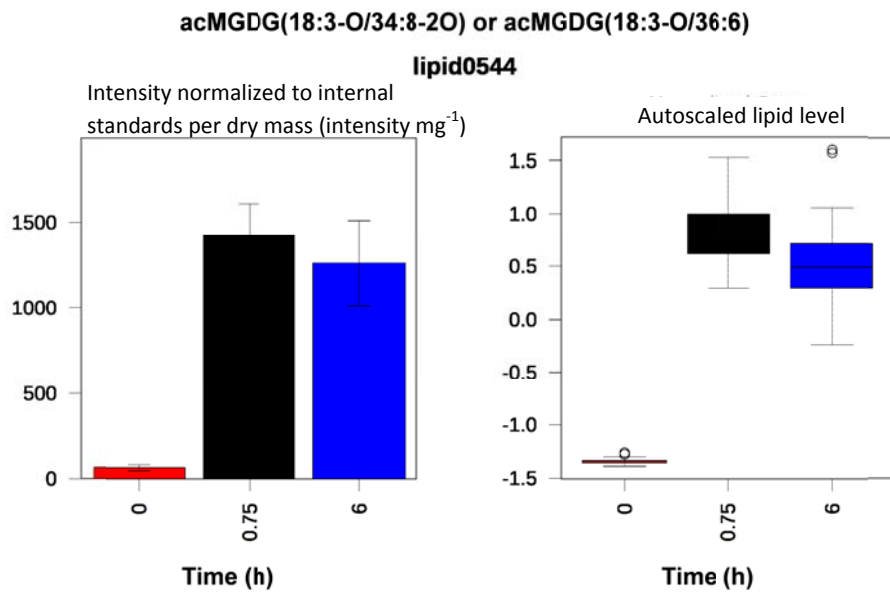 acMGDG(18:3-O/34:8-2O) or acMGDG(18:3-O/36:6)
lipid0544
Intensity normalized to internal
standards per dry mass (intensity mg-1)
1500
1000
500
0
0
0.75
6
Time (h)
Autoscaled lipid level
1.5
1.0
0.5
0.0
-0.5
-1.0
-1.5
0
0.75
6
Time (h)